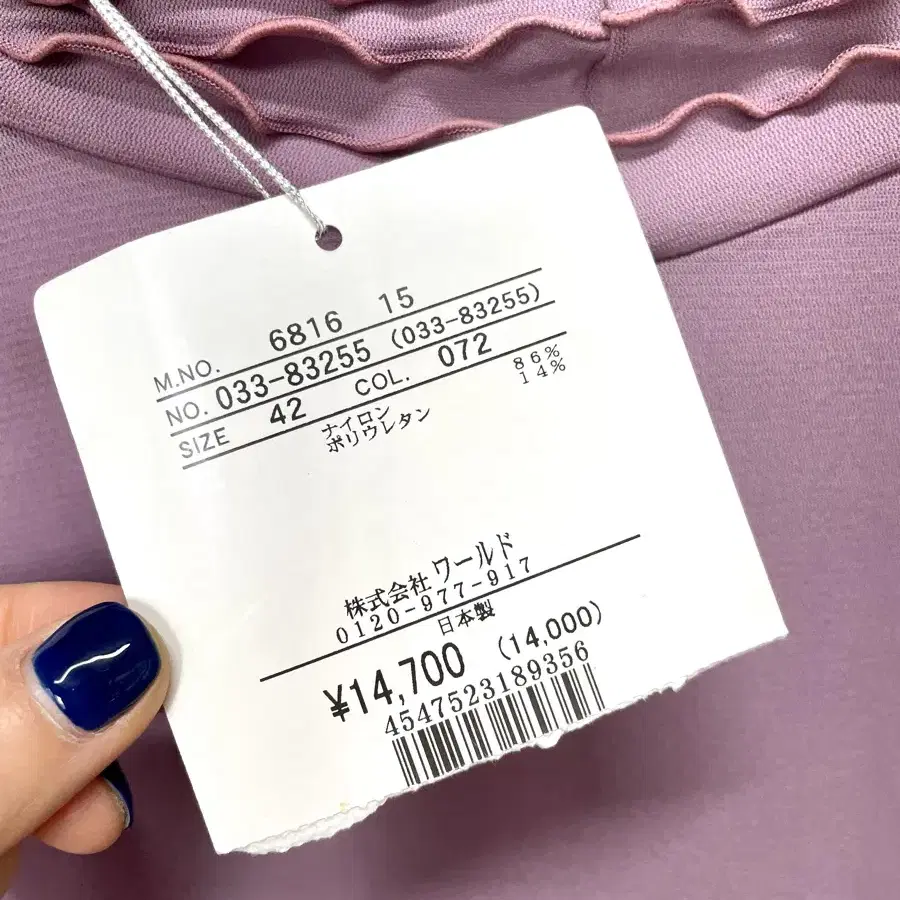 M.NO. 6816 15
NO. 033-83255 (033-83255)
SIZE 42 COL. 072
ナイロン 86%
ポリウレタン 14%
株式会社 ワールド
0120-977-917
日本製
¥14,700 (14,000)
4547523189356